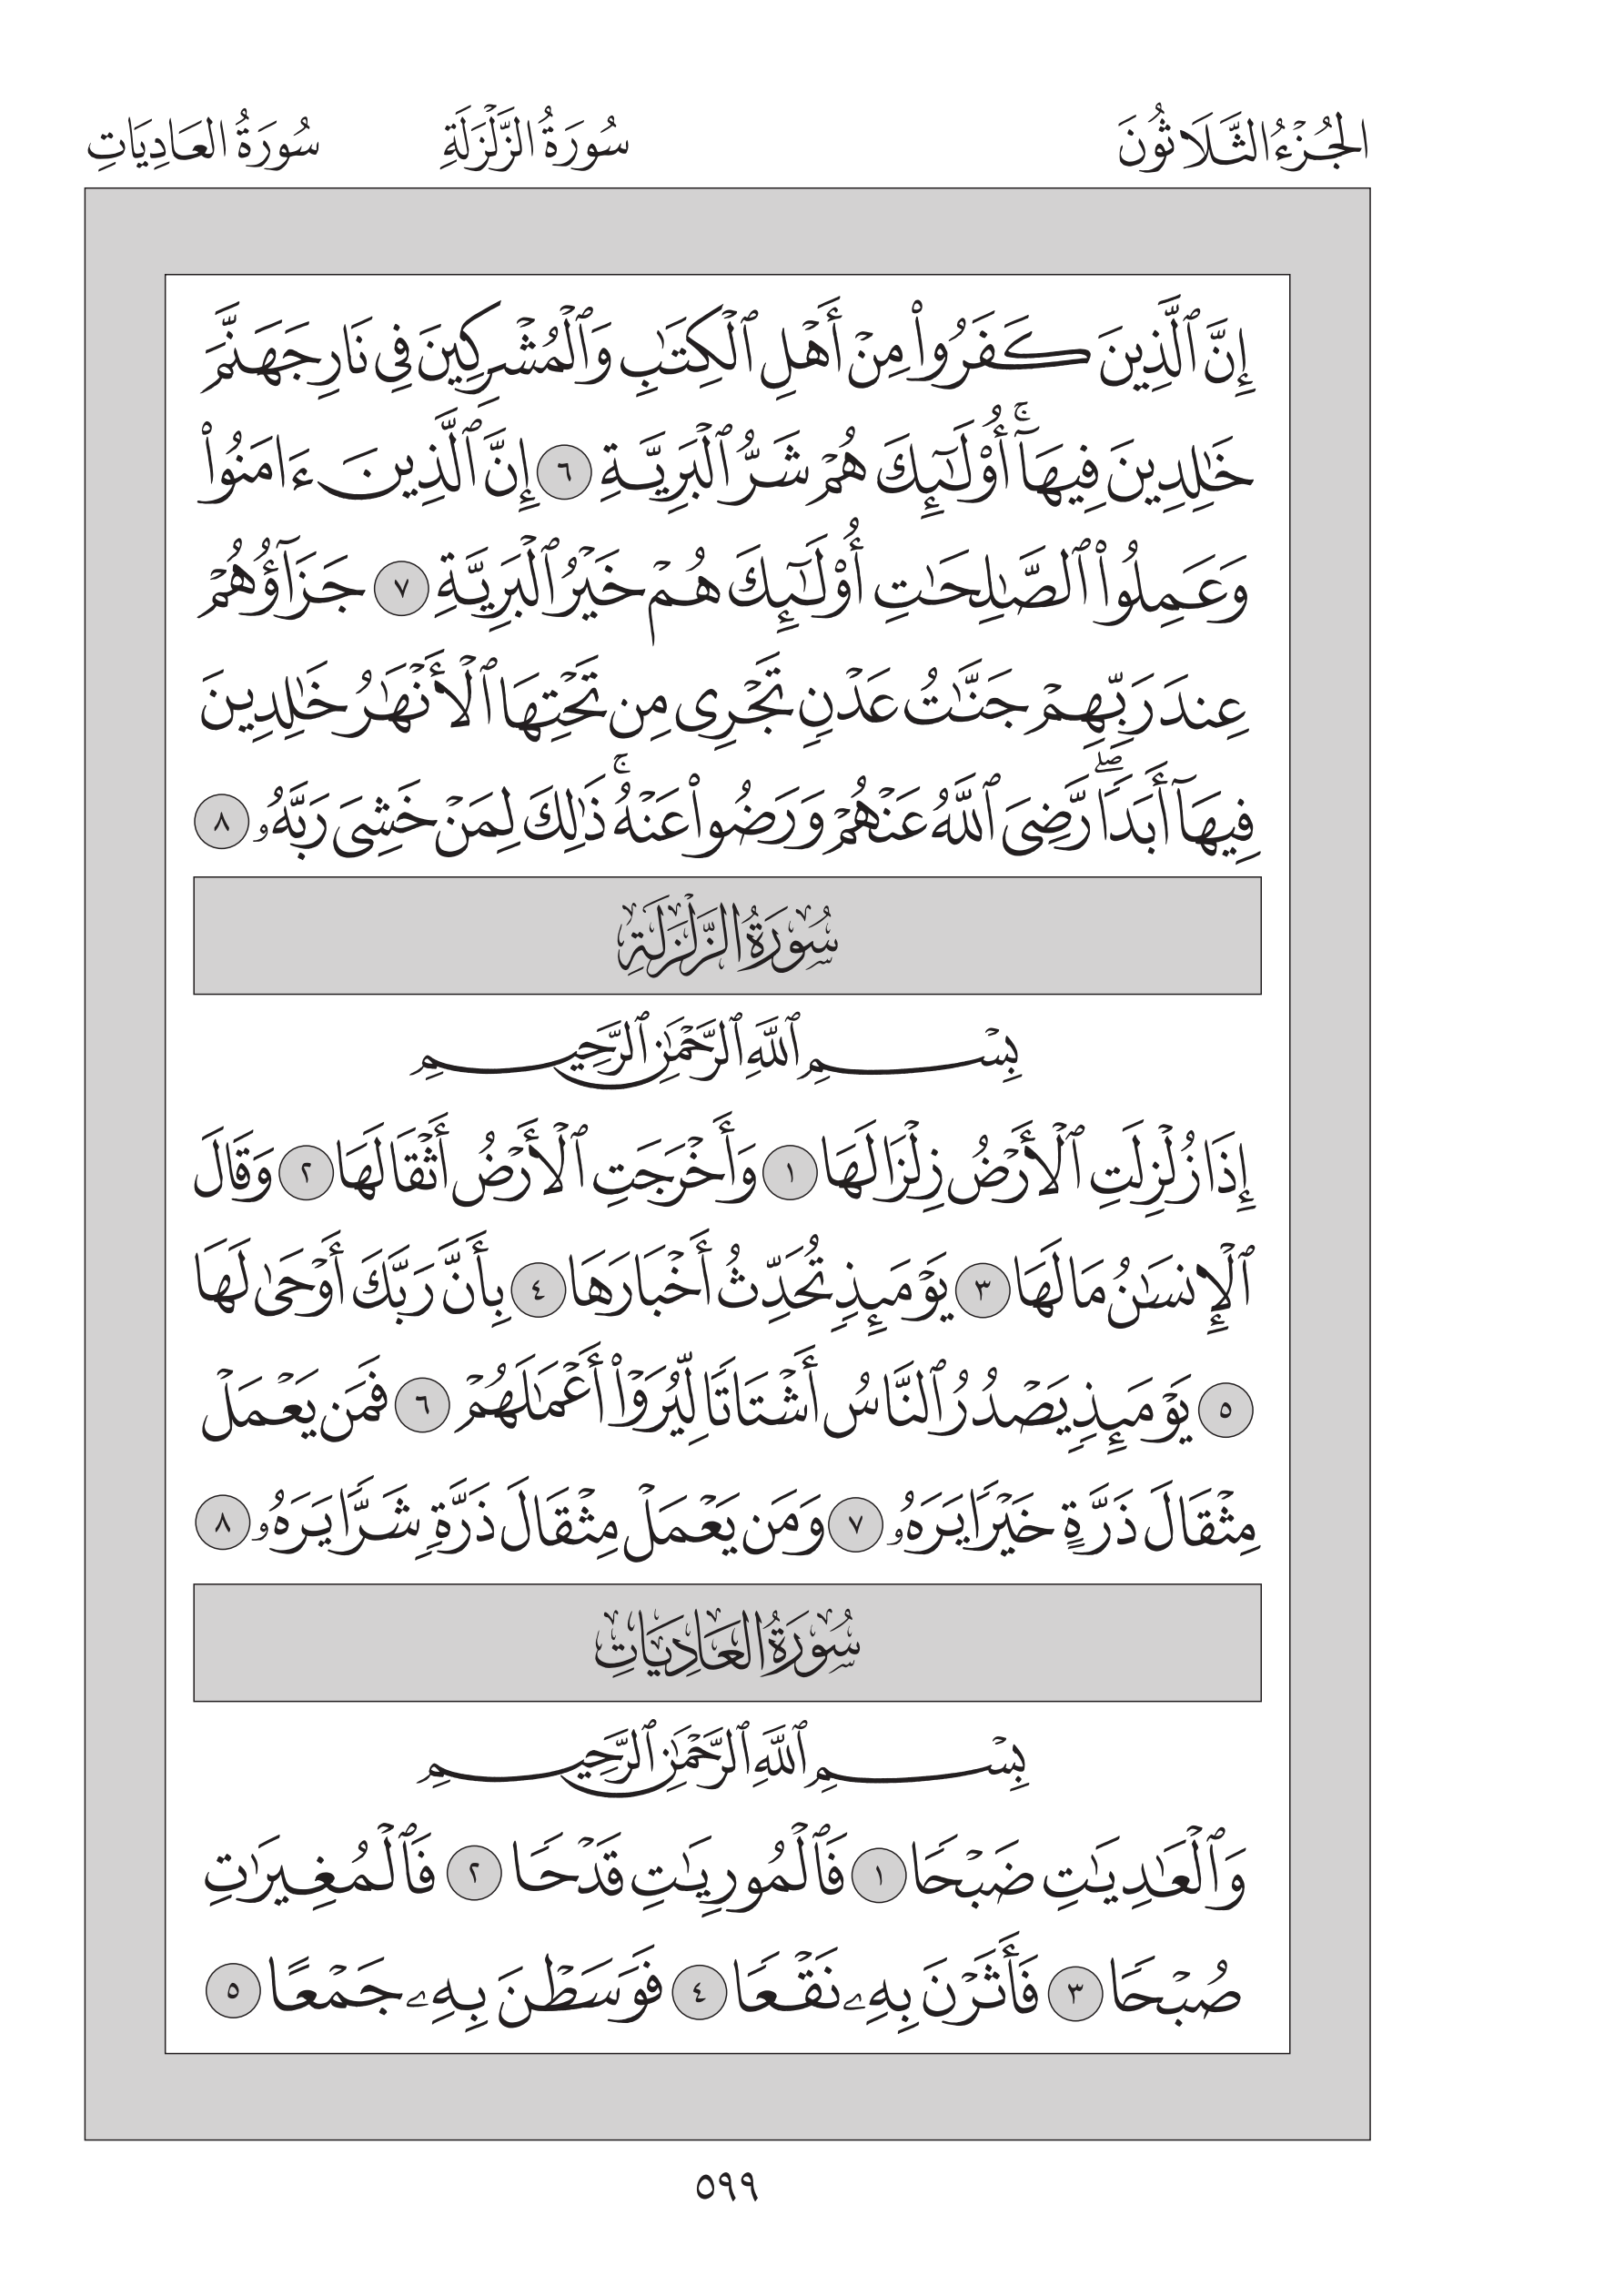 الجُزْءُ الثَّلَاثُونَ سُورَةُ الزَّلْزَلَةِ سُورَةُ العَادِيَاتِ
إِنَّ ٱلَّذِينَ كَفَرُوا۟ مِنْ أَهْلِ ٱلْكِتَٰبِ وَٱلْمُشْرِكِينَ فِى نَارِ جَهَنَّمَ
خَٰلِدِينَ فِيهَآ ۚ أُو۟لَٰٓئِكَ هُمْ شَرُّ ٱلْبَرِيَّةِ ٦ إِنَّ ٱلَّذِينَ ءَامَنُوا۟
وَعَمِلُوا۟ ٱلصَّٰلِحَٰتِ أُو۟لَٰٓئِكَ هُمْ خَيْرُ ٱلْبَرِيَّةِ ٧ جَزَآؤُهُمْ
عِندَ رَبِّهِمْ جَنَّٰتُ عَدْنٍ تَجْرِى مِن تَحْتِهَا ٱلْأَنْهَٰرُ خَٰلِدِينَ
فِيهَآ أَبَدًا ۖ رَّضِىَ ٱللَّهُ عَنْهُمْ وَرَضُوا۟ عَنْهُ ۚ ذَٰلِكَ لِمَنْ خَشِىَ رَبَّهُۥ ٨
سُورَةُ الزَّلْزَلَةِ
بِسْمِ ٱللَّهِ ٱلرَّحْمَٰنِ ٱلرَّحِيمِ
إِذَا زُلْزِلَتِ ٱلْأَرْضُ زِلْزَالَهَا ١ وَأَخْرَجَتِ ٱلْأَرْضُ أَثْقَالَهَا ٢ وَقَالَ
ٱلْإِنسَٰنُ مَا لَهَا ٣ يَوْمَئِذٍ تُحَدِّثُ أَخْبَارَهَا ٤ بِأَنَّ رَبَّكَ أَوْحَىٰ لَهَا
٥ يَوْمَئِذٍ يَصْدُرُ ٱلنَّاسُ أَشْتَاتًا لِّيُرَوْا۟ أَعْمَٰلَهُمْ ٦ فَمَن يَعْمَلْ
مِثْقَالَ ذَرَّةٍ خَيْرًا يَرَهُۥ ٧ وَمَن يَعْمَلْ مِثْقَالَ ذَرَّةٍ شَرًّا يَرَهُۥ ٨
سُورَةُ العَادِيَاتِ
بِسْمِ ٱللَّهِ ٱلرَّحْمَٰنِ ٱلرَّحِيمِ
وَٱلْعَٰدِيَٰتِ ضَبْحًا ١ فَٱلْمُورِيَٰتِ قَدْحًا ٢ فَٱلْمُغِيرَٰتِ
صُبْحًا ٣ فَأَثَرْنَ بِهِۦ نَقْعًا ٤ فَوَسَطْنَ بِهِۦ جَمْعًا ٥
٥٩٩